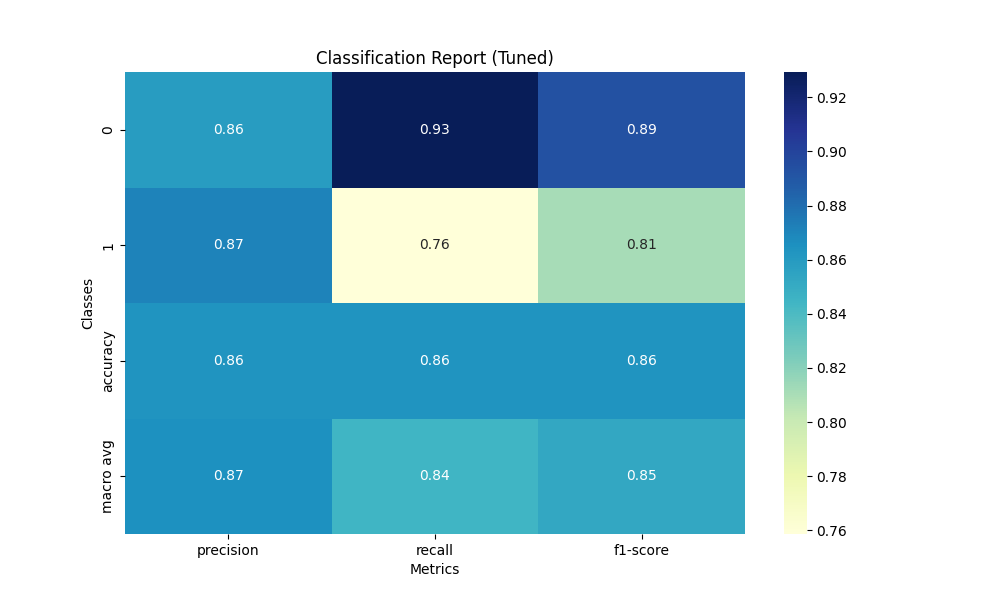 Classification Report (Tuned)
Classes
0
0.86 0.93 0.89
1
0.87 0.76 0.81
accuracy
0.86 0.86 0.86
macro avg
0.87 0.84 0.85
precision recall f1-score
Metrics
0.92
0.90
0.88
0.86
0.84
0.82
0.80
0.78
0.76